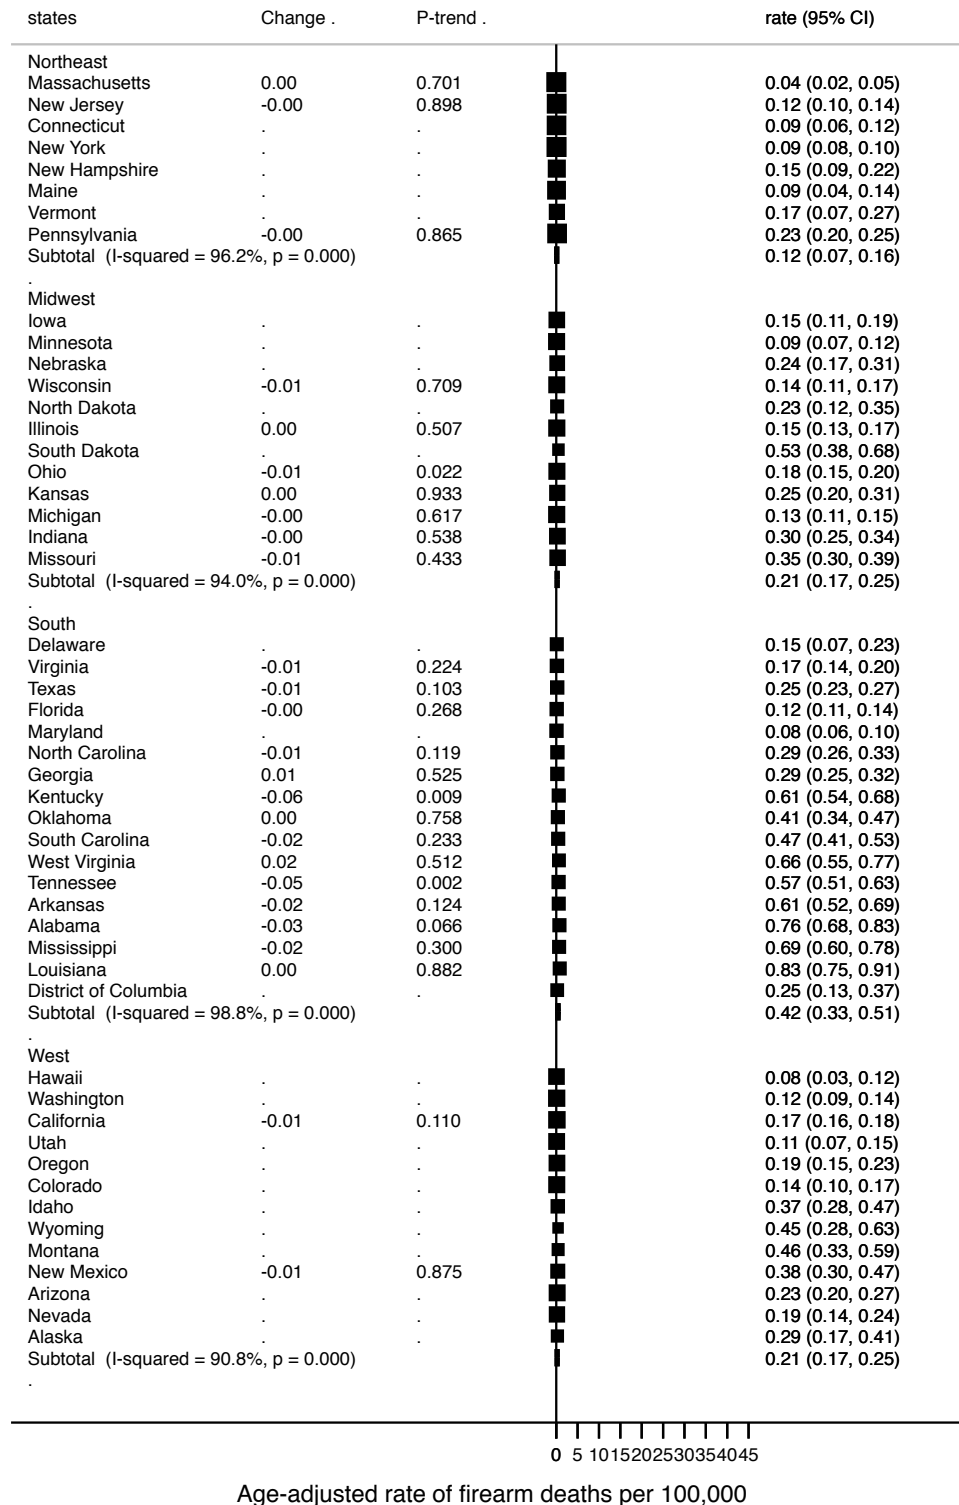 states Change . P-trend . rate (95% CI)
Northeast
Massachusetts 0.00 0.701 0.04 (0.02, 0.05)
New Jersey -0.00 0.898 0.12 (0.10, 0.14)
Connecticut . . 0.09 (0.06, 0.12)
New York . . 0.09 (0.08, 0.10)
New Hampshire . . 0.15 (0.09, 0.22)
Maine . . 0.09 (0.04, 0.14)
Vermont . . 0.17 (0.07, 0.27)
Pennsylvania -0.00 0.865 0.23 (0.20, 0.25)
Subtotal (I-squared = 96.2%, p = 0.000) 0.12 (0.07, 0.16)
.
Midwest
Iowa . . 0.15 (0.11, 0.19)
Minnesota . . 0.09 (0.07, 0.12)
Nebraska . . 0.24 (0.17, 0.31)
Wisconsin -0.01 0.709 0.14 (0.11, 0.17)
North Dakota . . 0.23 (0.12, 0.35)
Illinois 0.00 0.507 0.15 (0.13, 0.17)
South Dakota . . 0.53 (0.38, 0.68)
Ohio -0.01 0.022 0.18 (0.15, 0.20)
Kansas 0.00 0.933 0.25 (0.20, 0.31)
Michigan -0.00 0.617 0.13 (0.11, 0.15)
Indiana -0.00 0.538 0.30 (0.25, 0.34)
Missouri -0.01 0.433 0.35 (0.30, 0.39)
Subtotal (I-squared = 94.0%, p = 0.000) 0.21 (0.17, 0.25)
.
South
Delaware . . 0.15 (0.07, 0.23)
Virginia -0.01 0.224 0.17 (0.14, 0.20)
Texas -0.01 0.103 0.25 (0.23, 0.27)
Florida -0.00 0.268 0.12 (0.11, 0.14)
Maryland . . 0.08 (0.06, 0.10)
North Carolina -0.01 0.119 0.29 (0.26, 0.33)
Georgia 0.01 0.525 0.29 (0.25, 0.32)
Kentucky -0.06 0.009 0.61 (0.54, 0.68)
Oklahoma 0.00 0.758 0.41 (0.34, 0.47)
South Carolina -0.02 0.233 0.47 (0.41, 0.53)
West Virginia 0.02 0.512 0.66 (0.55, 0.77)
Tennessee -0.05 0.002 0.57 (0.51, 0.63)
Arkansas -0.02 0.124 0.61 (0.52, 0.69)
Alabama -0.03 0.066 0.76 (0.68, 0.83)
Mississippi -0.02 0.300 0.69 (0.60, 0.78)
Louisiana 0.00 0.882 0.83 (0.75, 0.91)
District of Columbia . . 0.25 (0.13, 0.37)
Subtotal (I-squared = 98.8%, p = 0.000) 0.42 (0.33, 0.51)
.
West
Hawaii . . 0.08 (0.03, 0.12)
Washington . . 0.12 (0.09, 0.14)
California -0.01 0.110 0.17 (0.16, 0.18)
Utah . . 0.11 (0.07, 0.15)
Oregon . . 0.19 (0.15, 0.23)
Colorado . . 0.14 (0.10, 0.17)
Idaho . . 0.37 (0.28, 0.47)
Wyoming . . 0.45 (0.28, 0.63)
Montana . . 0.46 (0.33, 0.59)
New Mexico -0.01 0.875 0.38 (0.30, 0.47)
Arizona . . 0.23 (0.20, 0.27)
Nevada . . 0.19 (0.14, 0.24)
Alaska . . 0.29 (0.17, 0.41)
Subtotal (I-squared = 90.8%, p = 0.000) 0.21 (0.17, 0.25)
.
0 5 10 15 20 25 30 35 40 45
Age-adjusted rate of firearm deaths per 100,000